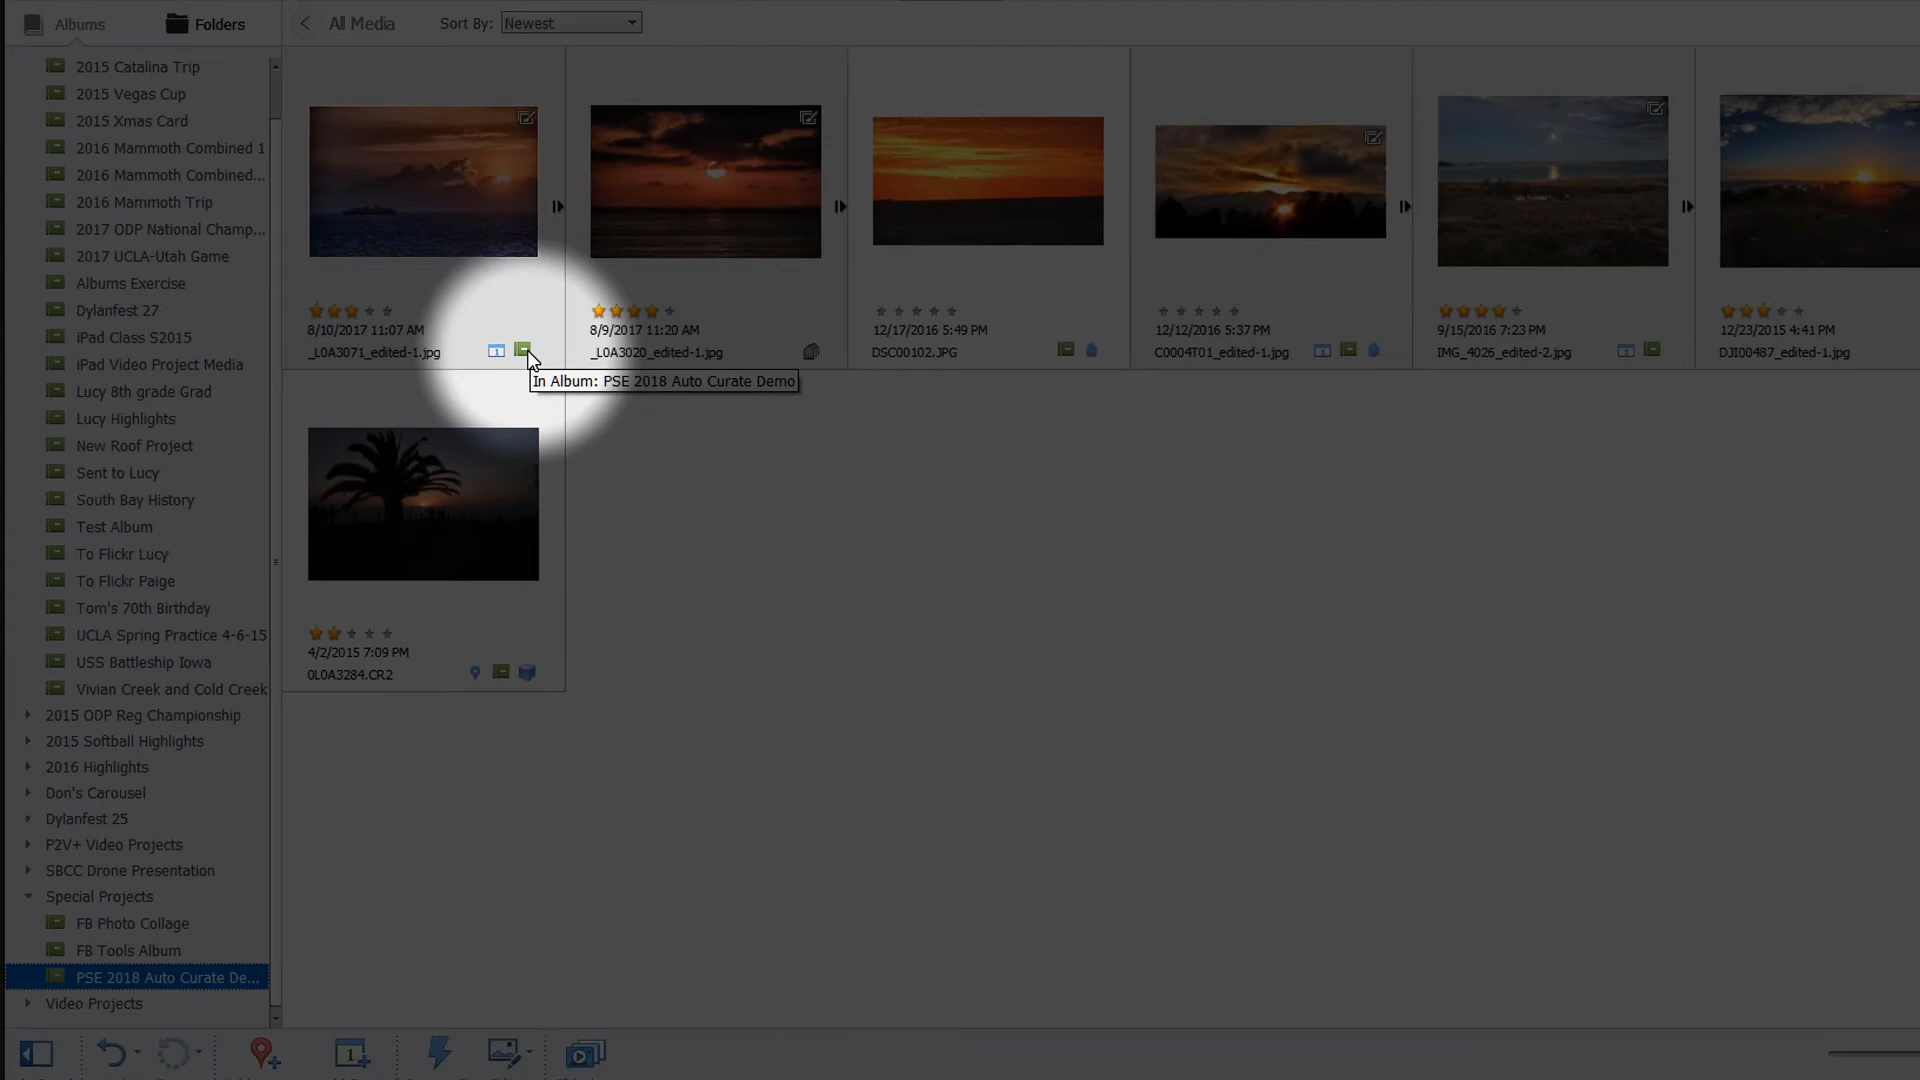 Albums
Folders
All Media
Sort By:
Newest
2015 Catalina Trip
2015 Vegas Cup
2015 Xmas Card
2016 Mammoth Combined 1
2016 Mammoth Combined...
2016 Mammoth Trip
2017 ODP National Champ...
2017 UCLA-Utah Game
Albums Exercise
Dylanfest 27
iPad Class S2015
iPad Video Project Media
Lucy 8th grade Grad
Lucy Highlights
New Roof Project
Sent to Lucy
South Bay History
Test Album
To Flickr Lucy
To Flickr Paige
Tom's 70th Birthday
UCLA Spring Practice 4-6-15
USS Battleship Iowa
Vivian Creek and Cold Creek
2015 ODP Reg Championship
2015 Softball Highlights
2016 Highlights
Don's Carousel
Dylanfest 25
P2V+ Video Projects
SBCC Drone Presentation
Special Projects
FB Photo Collage
FB Tools Album
PSE 2018 Auto Curate De...
Video Projects
8/10/2017 11:07 AM
_L0A3071_edited-1.jpg
8/9/2017 11:20 AM
_L0A3020_edited-1.jpg
12/17/2016 5:49 PM
DSC00102.JPG
12/12/2016 5:37 PM
C0004T01_edited-1.jpg
9/15/2016 7:23 PM
IMG_4026_edited-2.jpg
12/23/2015 4:41 PM
DJI00487_edited-1.jpg
In Album: PSE 2018 Auto Curate Demo
4/2/2015 7:09 PM
0L0A3284.CR2